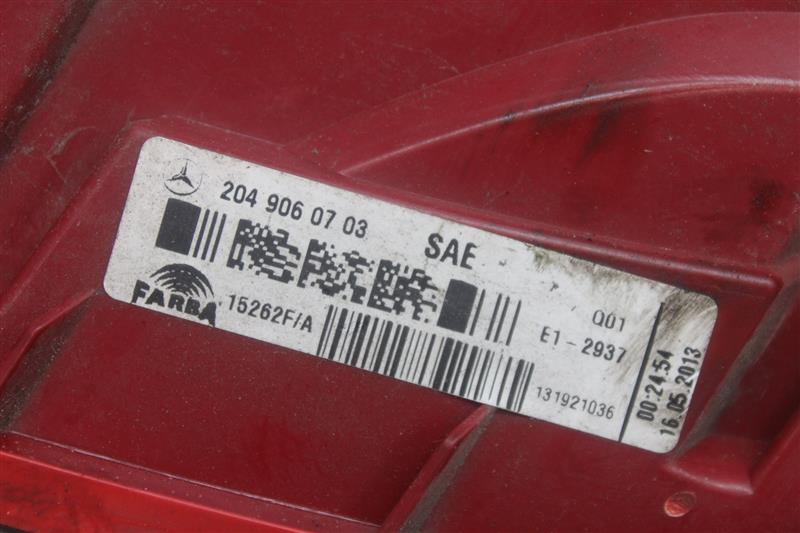 204 906 07 03
SAE
FARBA
15262F/A
Q01
E1-2937
131921036
00:24:54
16.05.2013